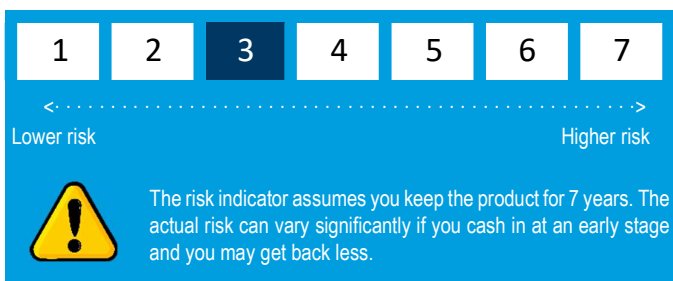 1 2 3 4 5 6 7
Lower risk Higher risk
The risk indicator assumes you keep the product for 7 years. The
actual risk can vary significantly if you cash in at an early stage
and you may get back less.